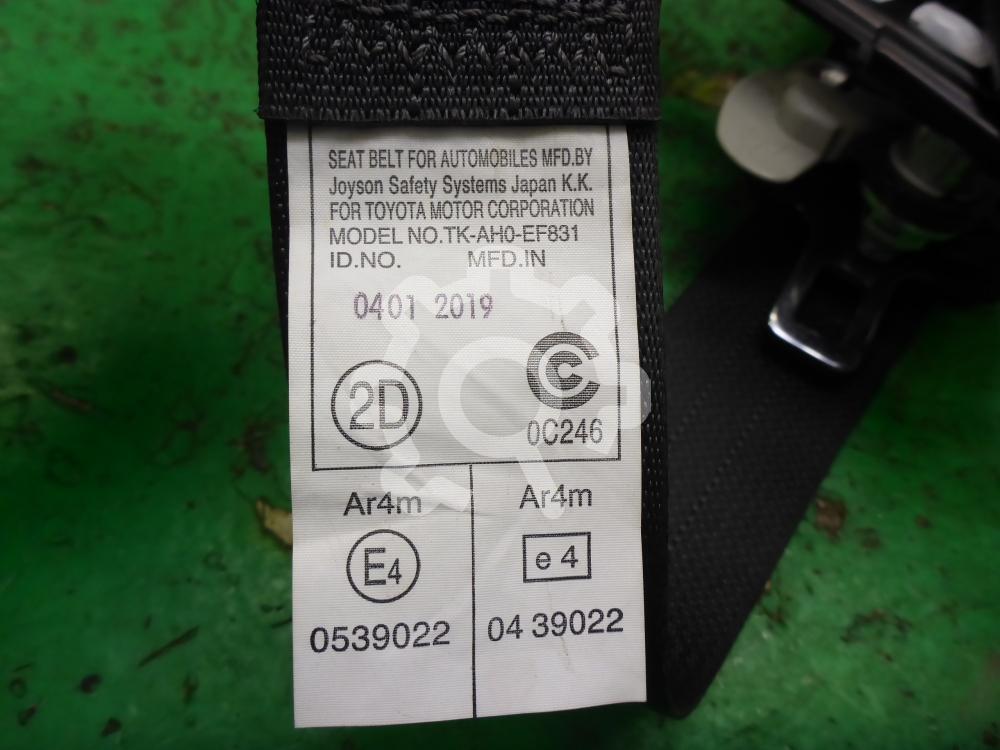 SEAT BELT FOR AUTOMOBILES MFD.BY
Joyson Safety Systems Japan K.K.
FOR TOYOTA MOTOR CORPORATION
MODEL NO.TK-AH0-EF831
ID.NO. MFD.IN
0401 2019
2D
C
0C246
Ar4m Ar4m
E4 e 4
0539022 04 39022